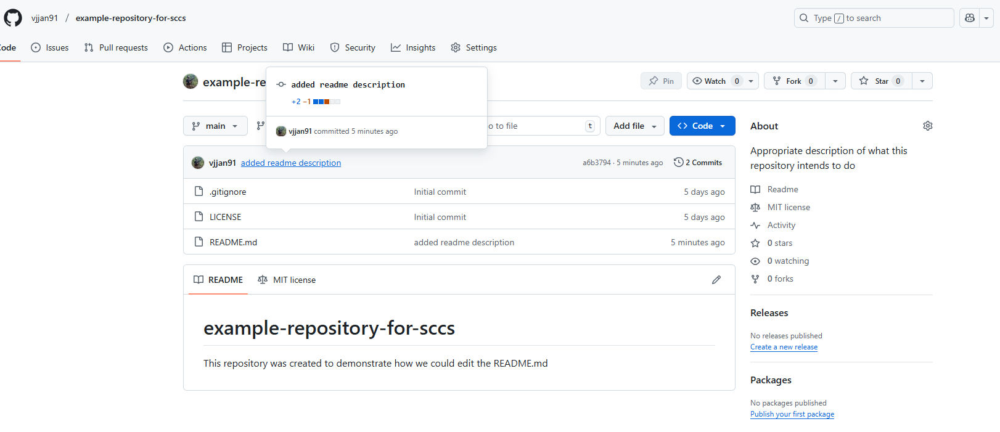 vjjan91 / example-repository-for-sccs
Type / to search
ode Issues Pull requests Actions Projects Wiki Security Insights Settings
example-re
Pin Watch 0 Fork 0 Star 0
added readme description
+2 −1
vjjan91 committed 5 minutes ago
main
o to file t
Add file
<> Code
vjjan91 added readme description
a6b3794 · 5 minutes ago 2 Commits
.gitignore Initial commit 5 days ago
LICENSE Initial commit 5 days ago
README.md added readme description 5 minutes ago
README MIT license
example-repository-for-sccs
This repository was created to demonstrate how we could edit the README.md
About
Appropriate description of what this
repository intends to do
Readme
MIT license
Activity
0 stars
0 watching
0 forks
Releases
No releases published
Create a new release
Packages
No packages published
Publish your first package